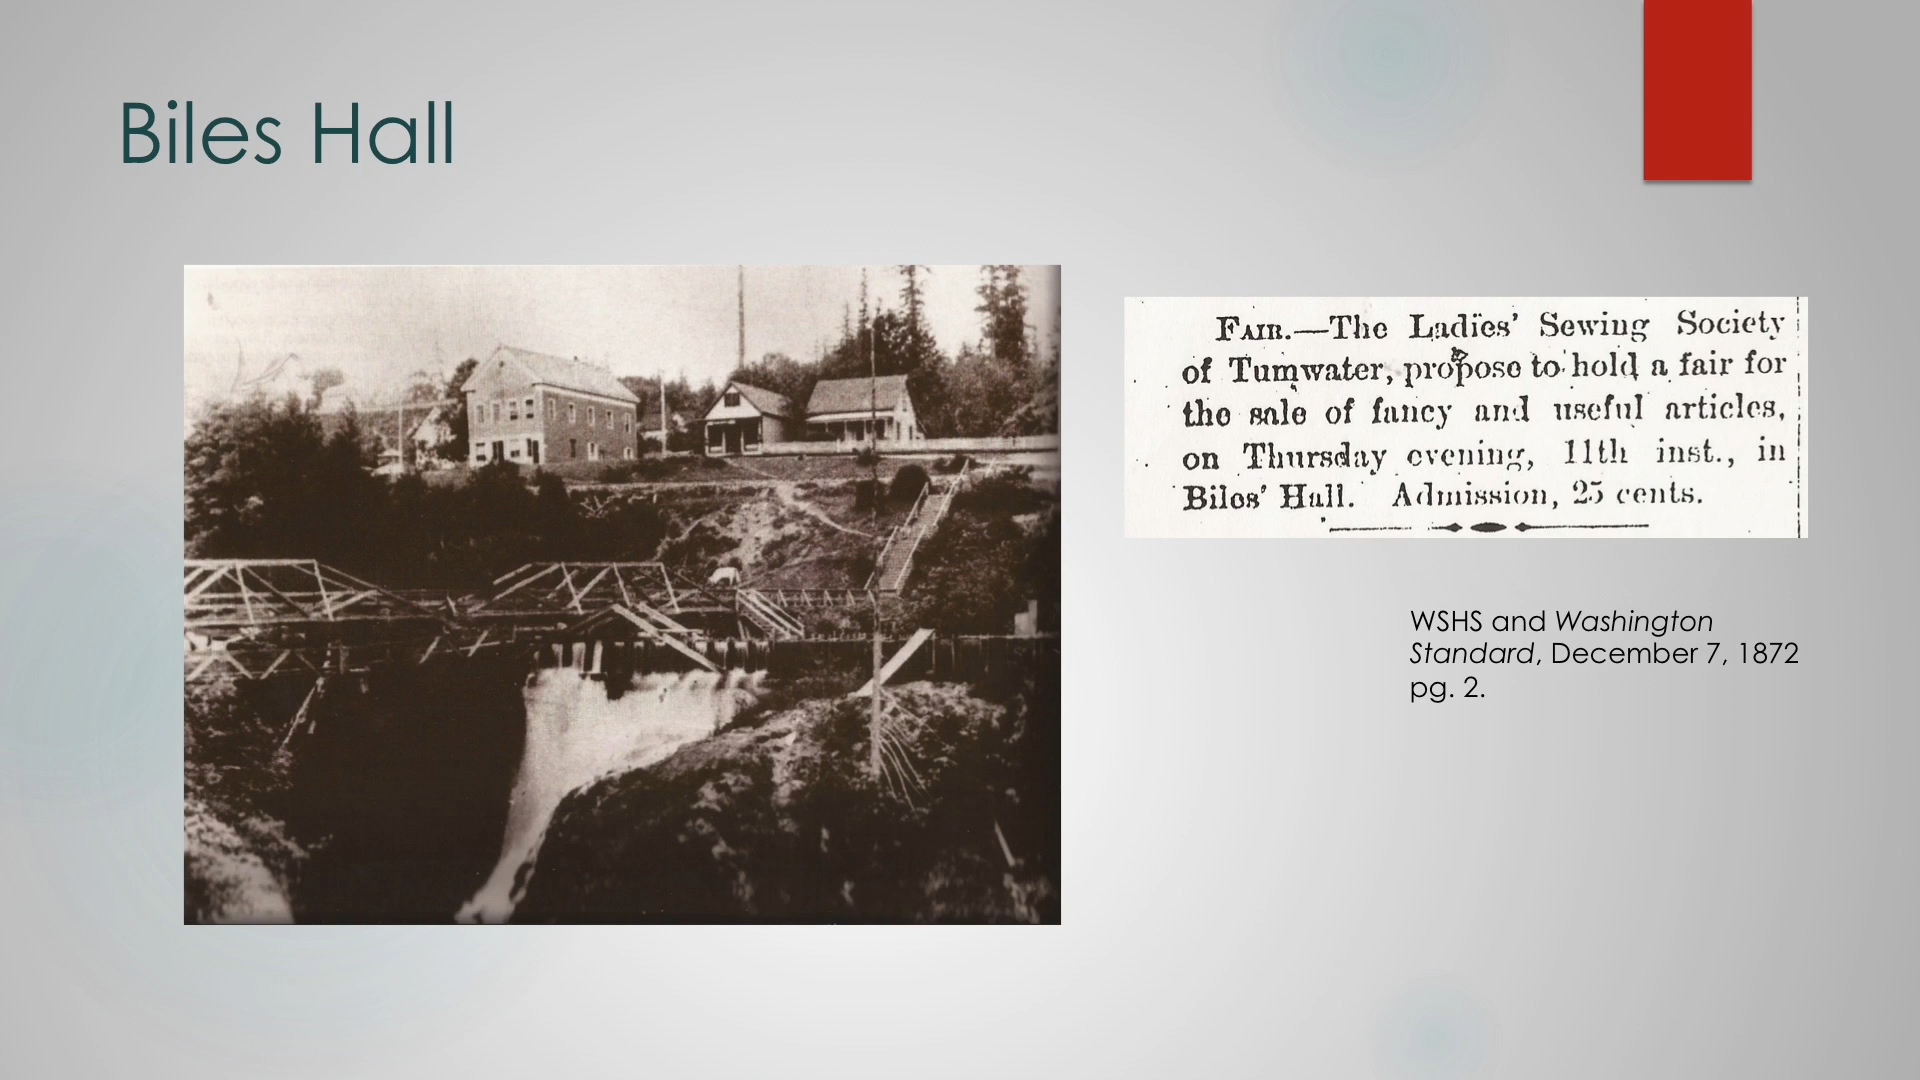 Biles Hall
FAIR.—The Ladies' Sewing Society
of Tumwater, propose to hold a fair for
the sale of fancy and useful articles,
on Thursday evening, 11th inst., in
Biles' Hall. Admission, 25 cents.
WSHS and Washington
Standard, December 7, 1872
pg. 2.